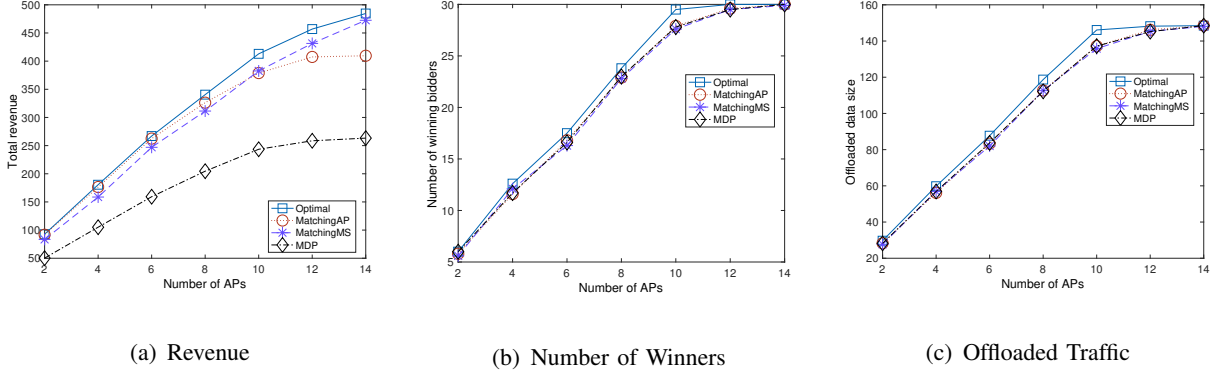 500
450
400
350
300
250
200
150
100
50
Total revenue
2
4
6
8
10
12
14
Number of APs
Optimal
MatchingAP
MatchingMS
MDP
(a) Revenue
30
25
20
15
10
5
Number of winning bidders
2
4
6
8
10
12
14
Number of APs
Optimal
MatchingAP
MatchingMS
MDP
(b) Number of Winners
160
140
120
100
80
60
40
20
Offloaded data size
2
4
6
8
10
12
14
Number of APs
Optimal
MatchingAP
MatchingMS
MDP
(c) Offloaded Traffic